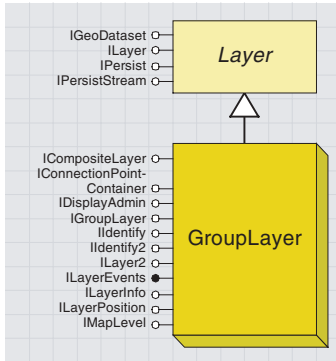 IGeoDataset
ILayer
IPersist
IPersistStream
Layer
ICompositeLayer
IConnectionPoint-
Container
IDisplayAdmin
IGroupLayer
IIdentify
IIdentify2
ILayer2
ILayerEvents
ILayerInfo
ILayerPosition
IMapLevel
GroupLayer